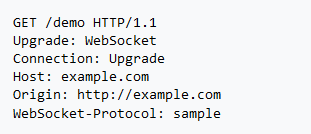 GET /demo HTTP/1.1
Upgrade: WebSocket
Connection: Upgrade
Host: example.com
Origin: http://example.com
WebSocket-Protocol: sample